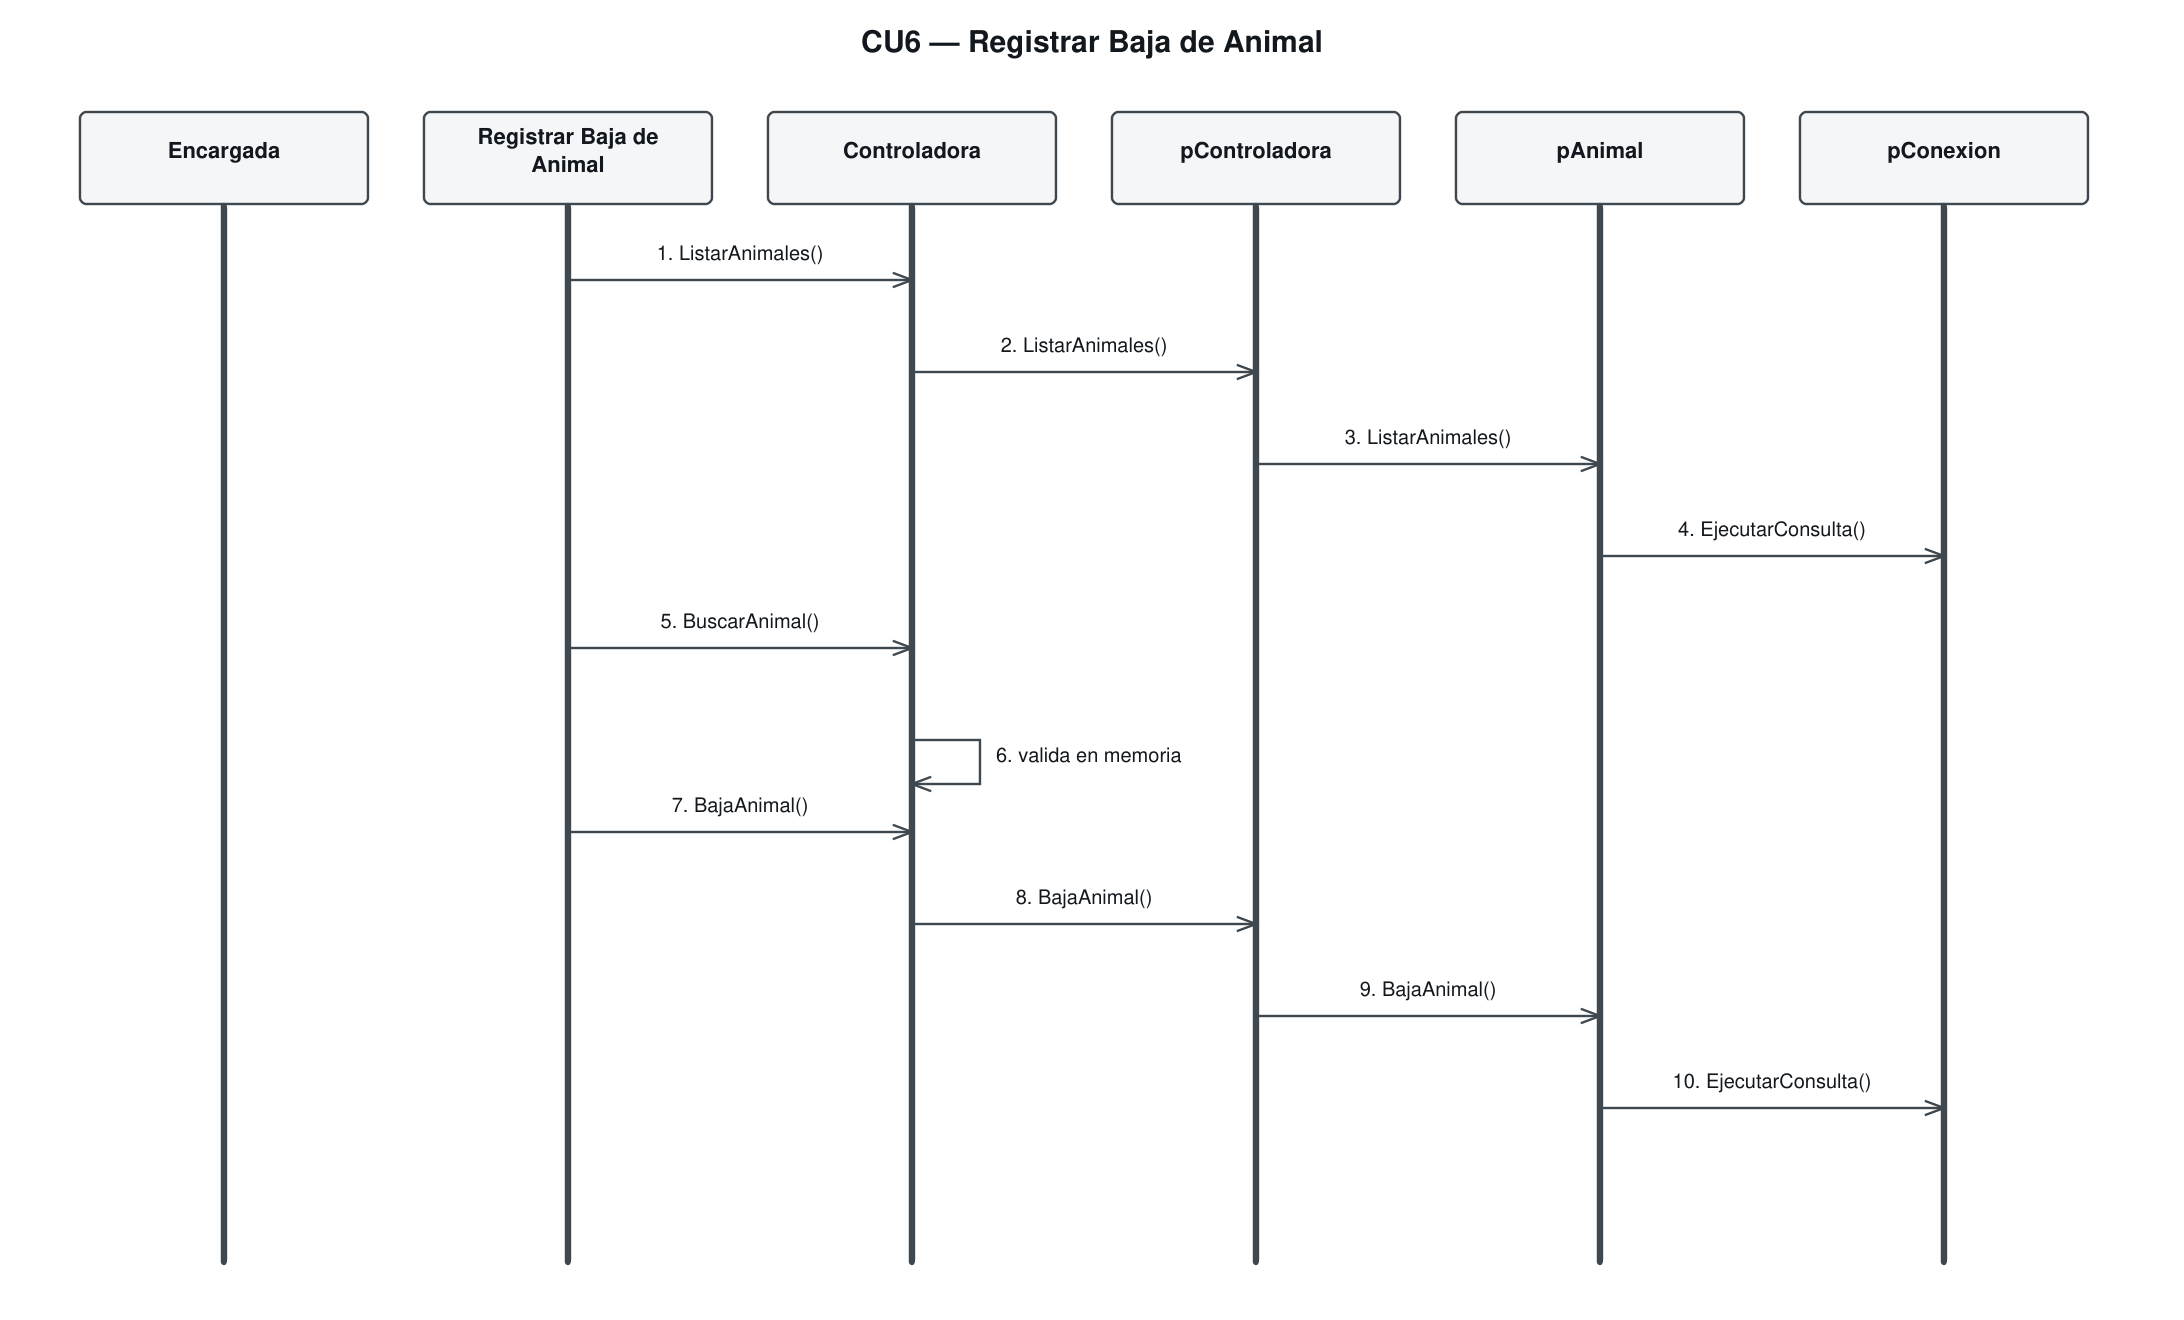 CU6 — Registrar Baja de Animal
Encargada
Registrar Baja de
Animal
Controladora
pControladora
pAnimal
pConexion
1. ListarAnimales()
2. ListarAnimales()
3. ListarAnimales()
4. EjecutarConsulta()
5. BuscarAnimal()
6. valida en memoria
7. BajaAnimal()
8. BajaAnimal()
9. BajaAnimal()
10. EjecutarConsulta()